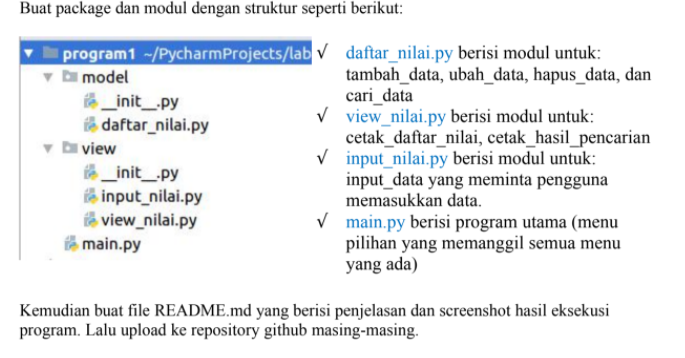 Buat package dan modul dengan struktur seperti berikut:
program1 ~/PycharmProjects/lab
model
__init__.py
daftar_nilai.py
view
__init__.py
input_nilai.py
view_nilai.py
main.py
√ daftar_nilai.py berisi modul untuk:
tambah_data, ubah_data, hapus_data, dan
cari_data
√ view_nilai.py berisi modul untuk:
cetak_daftar_nilai, cetak_hasil_pencarian
√ input_nilai.py berisi modul untuk:
input_data yang meminta pengguna
memasukkan data.
√ main.py berisi program utama (menu
pilihan yang memanggil semua menu
yang ada)
Kemudian buat file README.md yang berisi penjelasan dan screenshot hasil eksekusi
program. Lalu upload ke repository github masing-masing.